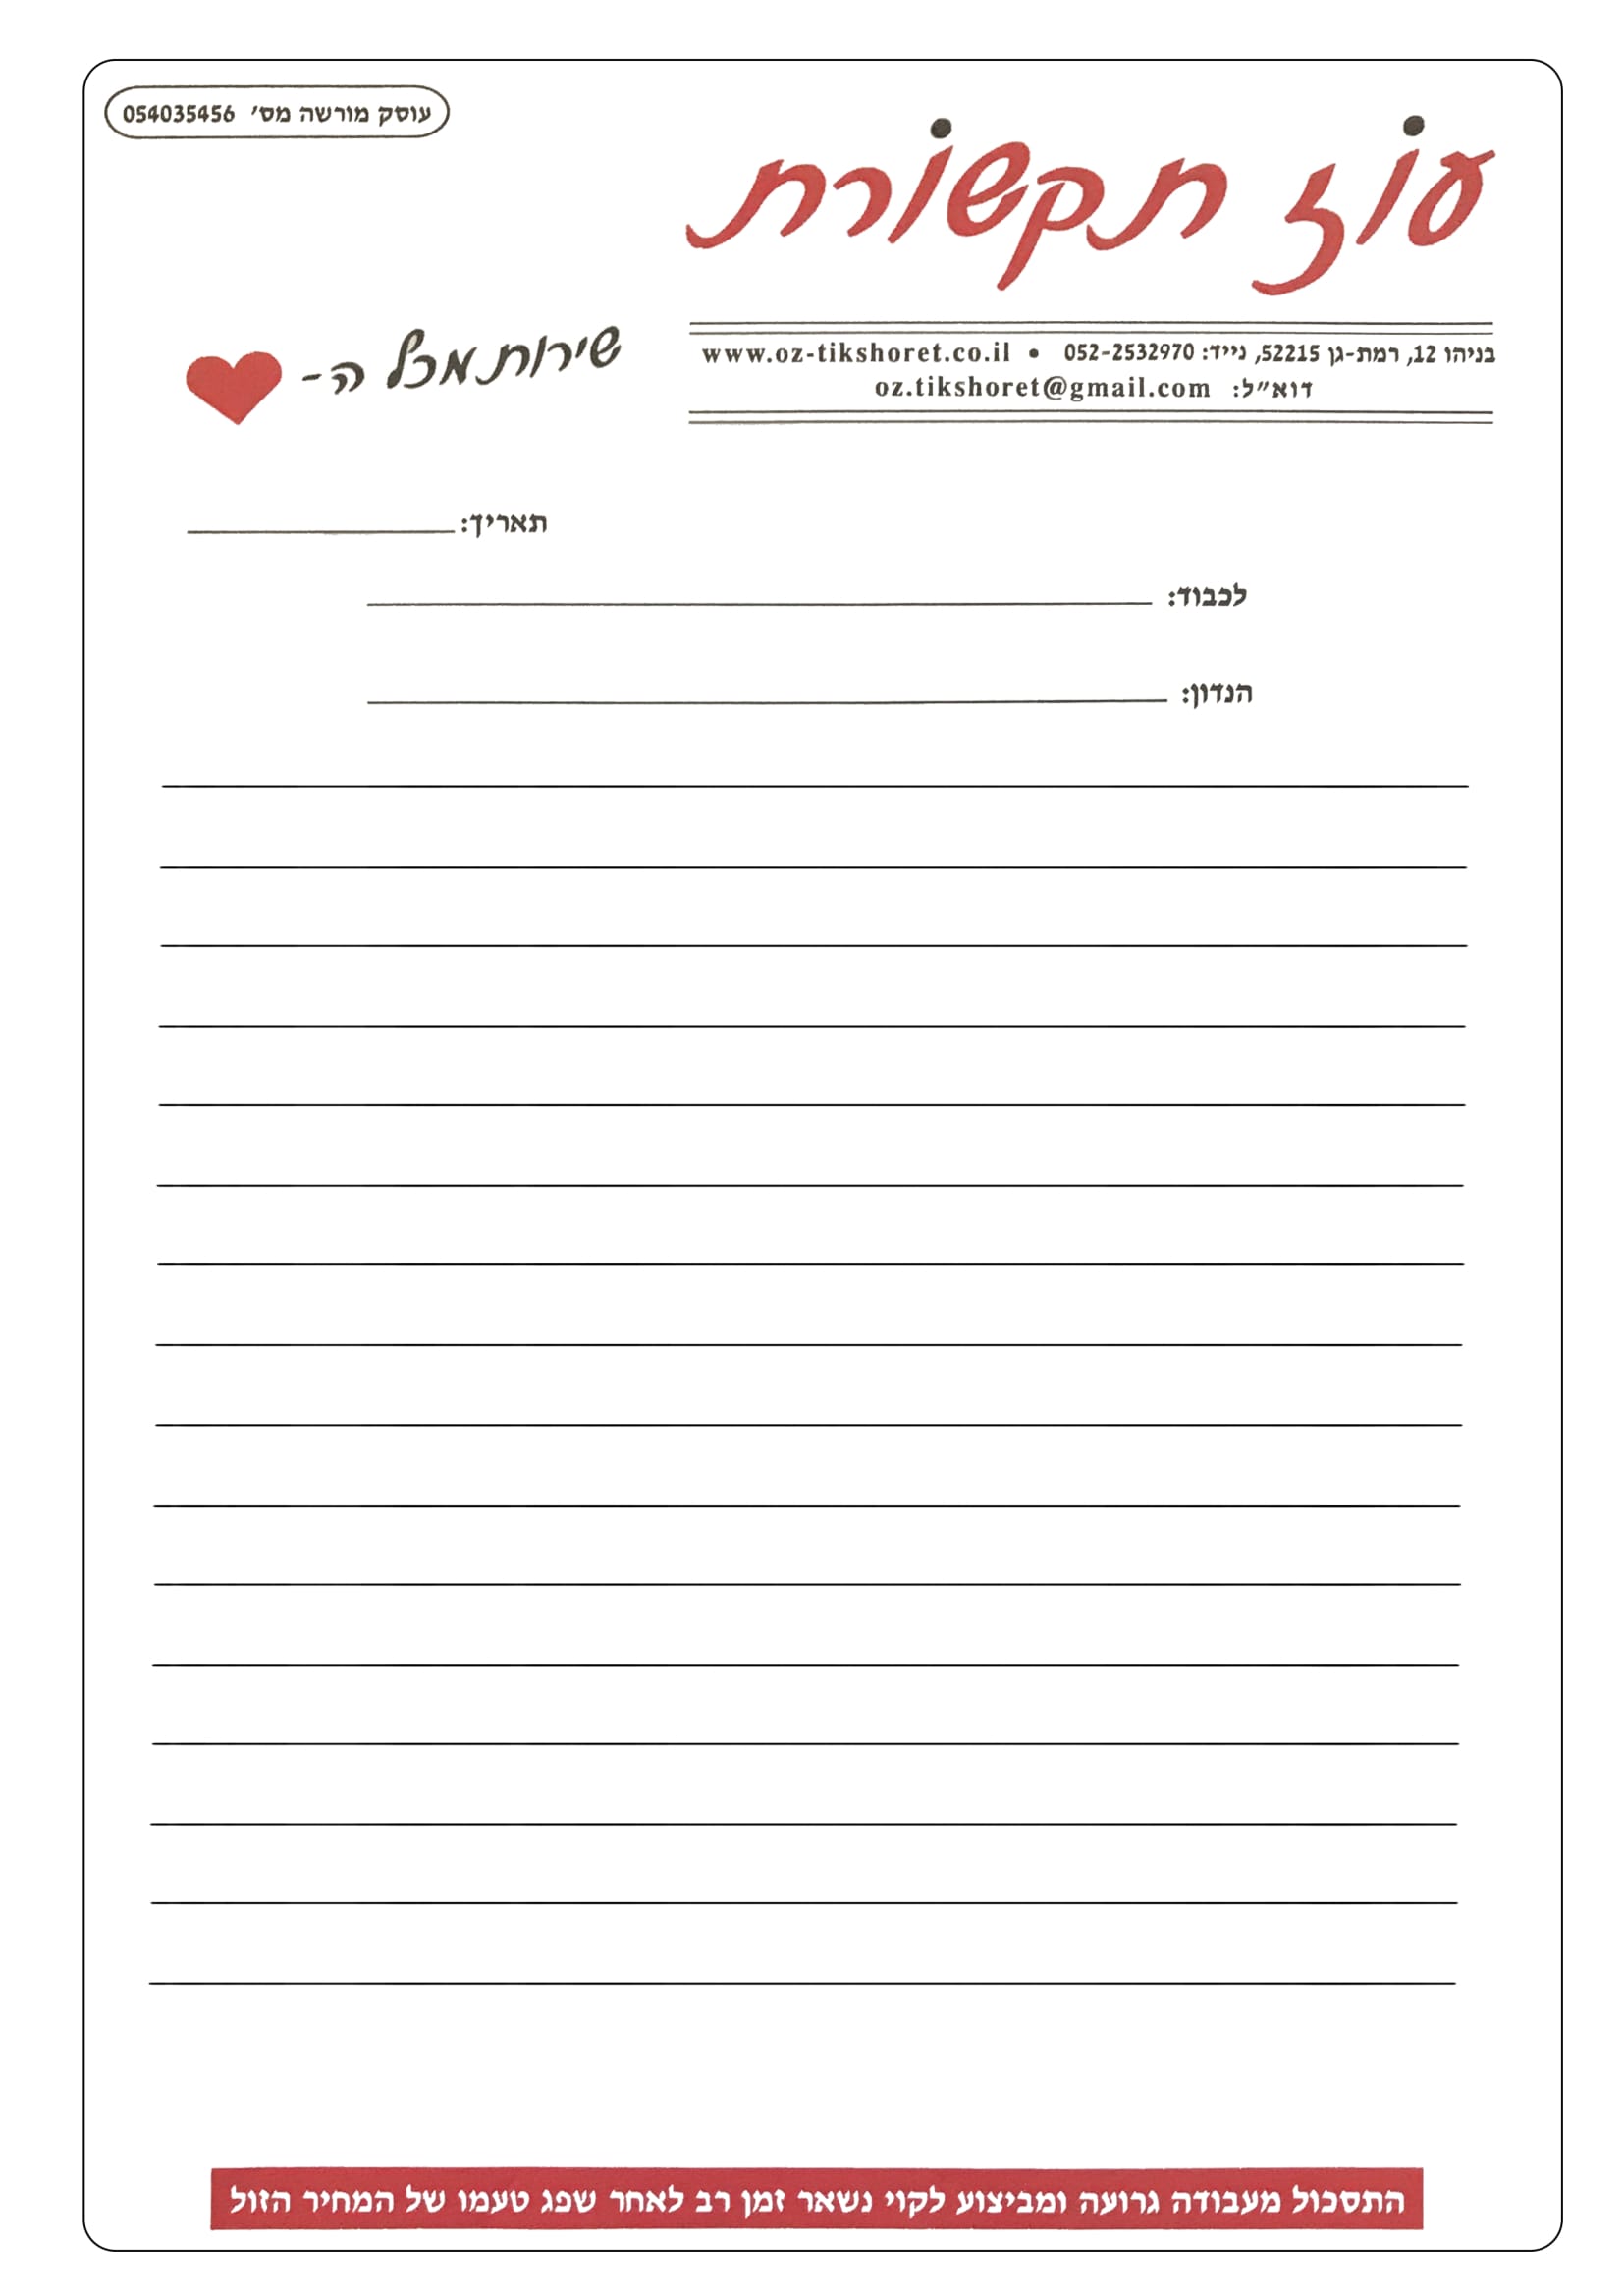 עוסק מורשה מס׳ 054035456
עוז תקשורת
בניהו 12, רמת-גן 52215, נייד: 052-2532970 • www.oz-tikshoret.co.il
דוא״ל: oz.tikshoret@gmail.com
שירות מכל ה-
תאריך:
לכבוד:
הנדון:
התסכול מעבודה גרועה ומביצוע לקוי נשאר זמן רב לאחר שפג טעמו של המחיר הזול